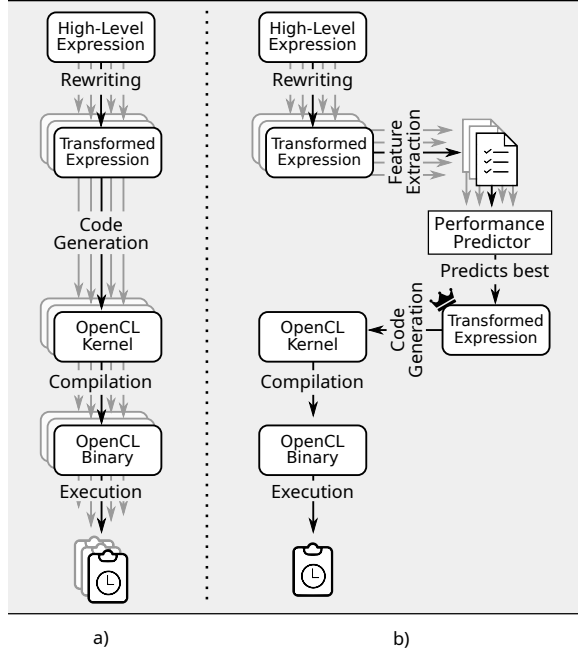 High-Level
Expression
Rewriting
Transformed
Expression
Code
Generation
OpenCL
Kernel
Compilation
OpenCL
Binary
Execution
a)
High-Level
Expression
Rewriting
Transformed
Expression
Feature
Extraction
Performance
Predictor
Predicts best
Transformed
Expression
Code
Generation
OpenCL
Kernel
Compilation
OpenCL
Binary
Execution
b)